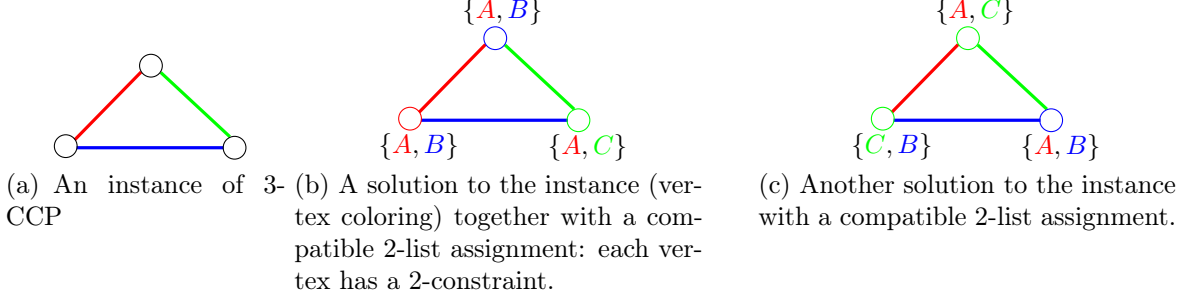 {A, B}
{A, B}
{A, C}
{A, C}
{C, B}
{A, B}
(a) An instance of 3-
CCP
(b) A solution to the instance (ver-
tex coloring) together with a com-
patible 2-list assignment: each ver-
tex has a 2-constraint.
(c) Another solution to the instance
with a compatible 2-list assignment.